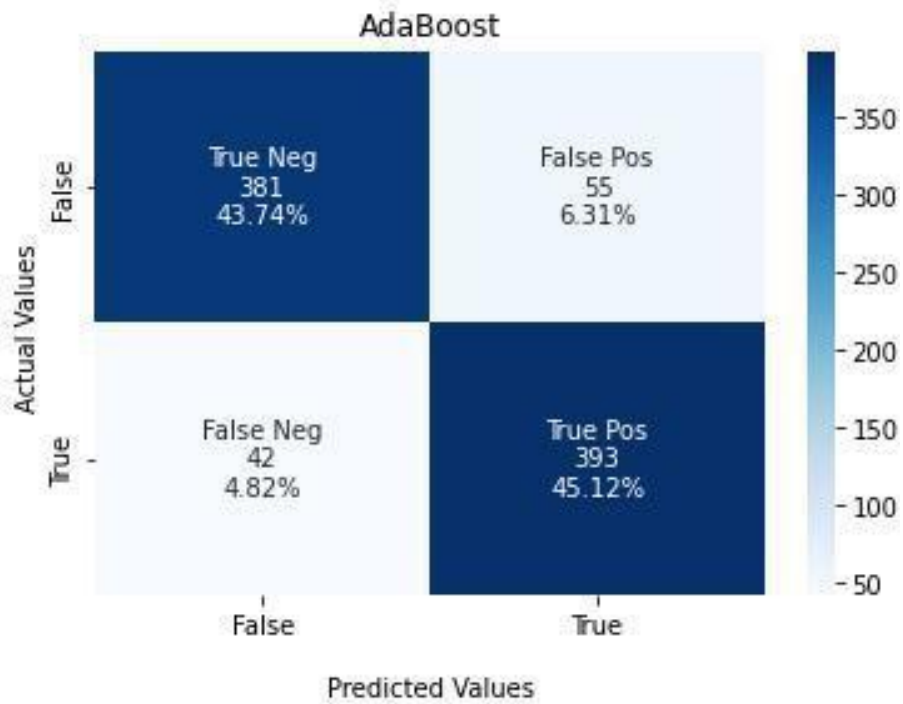 AdaBoost
True Neg
381
43.74%
False Pos
55
6.31%
False Neg
42
4.82%
True Pos
393
45.12%
Actual Values
False
True
False
True
Predicted Values
350
300
250
200
150
100
50